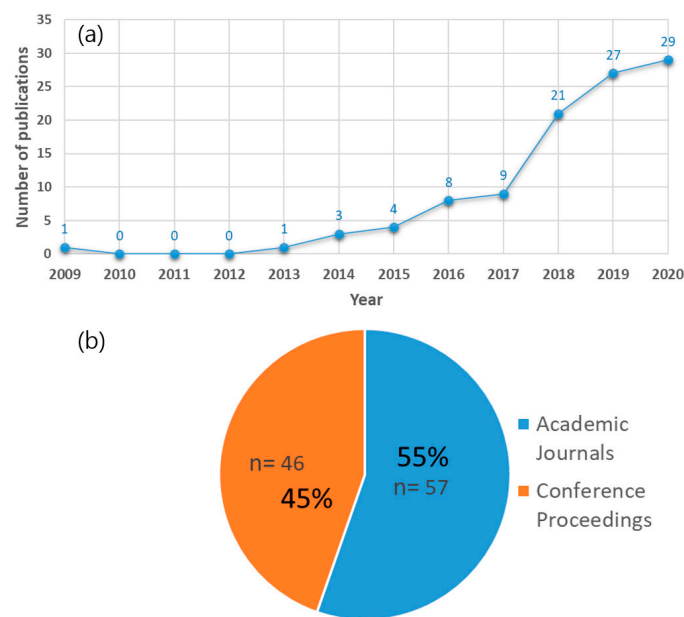 (a)
Number of publications
35
30
25
20
15
10
5
0
1
0
0
0
1
3
4
8
9
21
27
29
2009 2010 2011 2012 2013 2014 2015 2016 2017 2018 2019 2020
Year
(b)
n= 46
45%
55%
n= 57
Academic
Journals
Conference
Proceedings